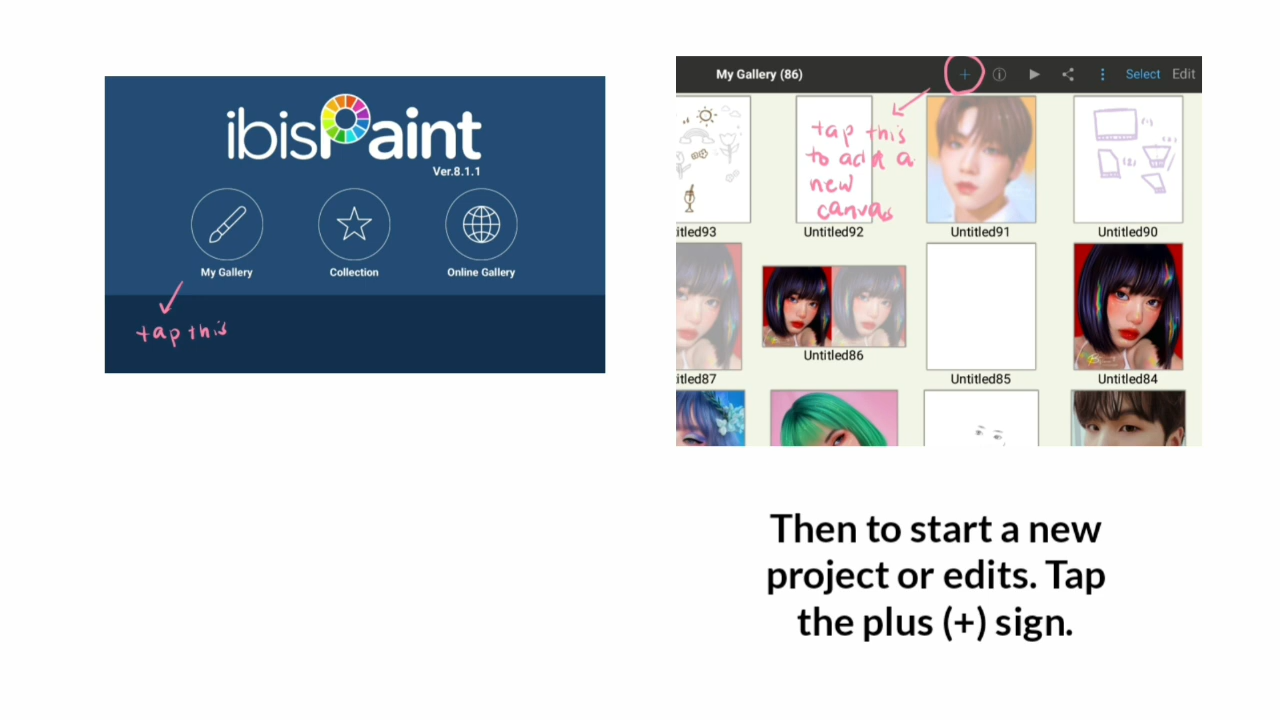 ibisPaint
Ver.8.1.1
My Gallery
Collection
Online Gallery
tap this
My Gallery (86)
Select
Edit
tap this
to add a
new
canvas
itled93
Untitled92
Untitled91
Untitled90
itled87
Untitled86
Untitled85
Untitled84
Then to start a new
project or edits. Tap
the plus (+) sign.